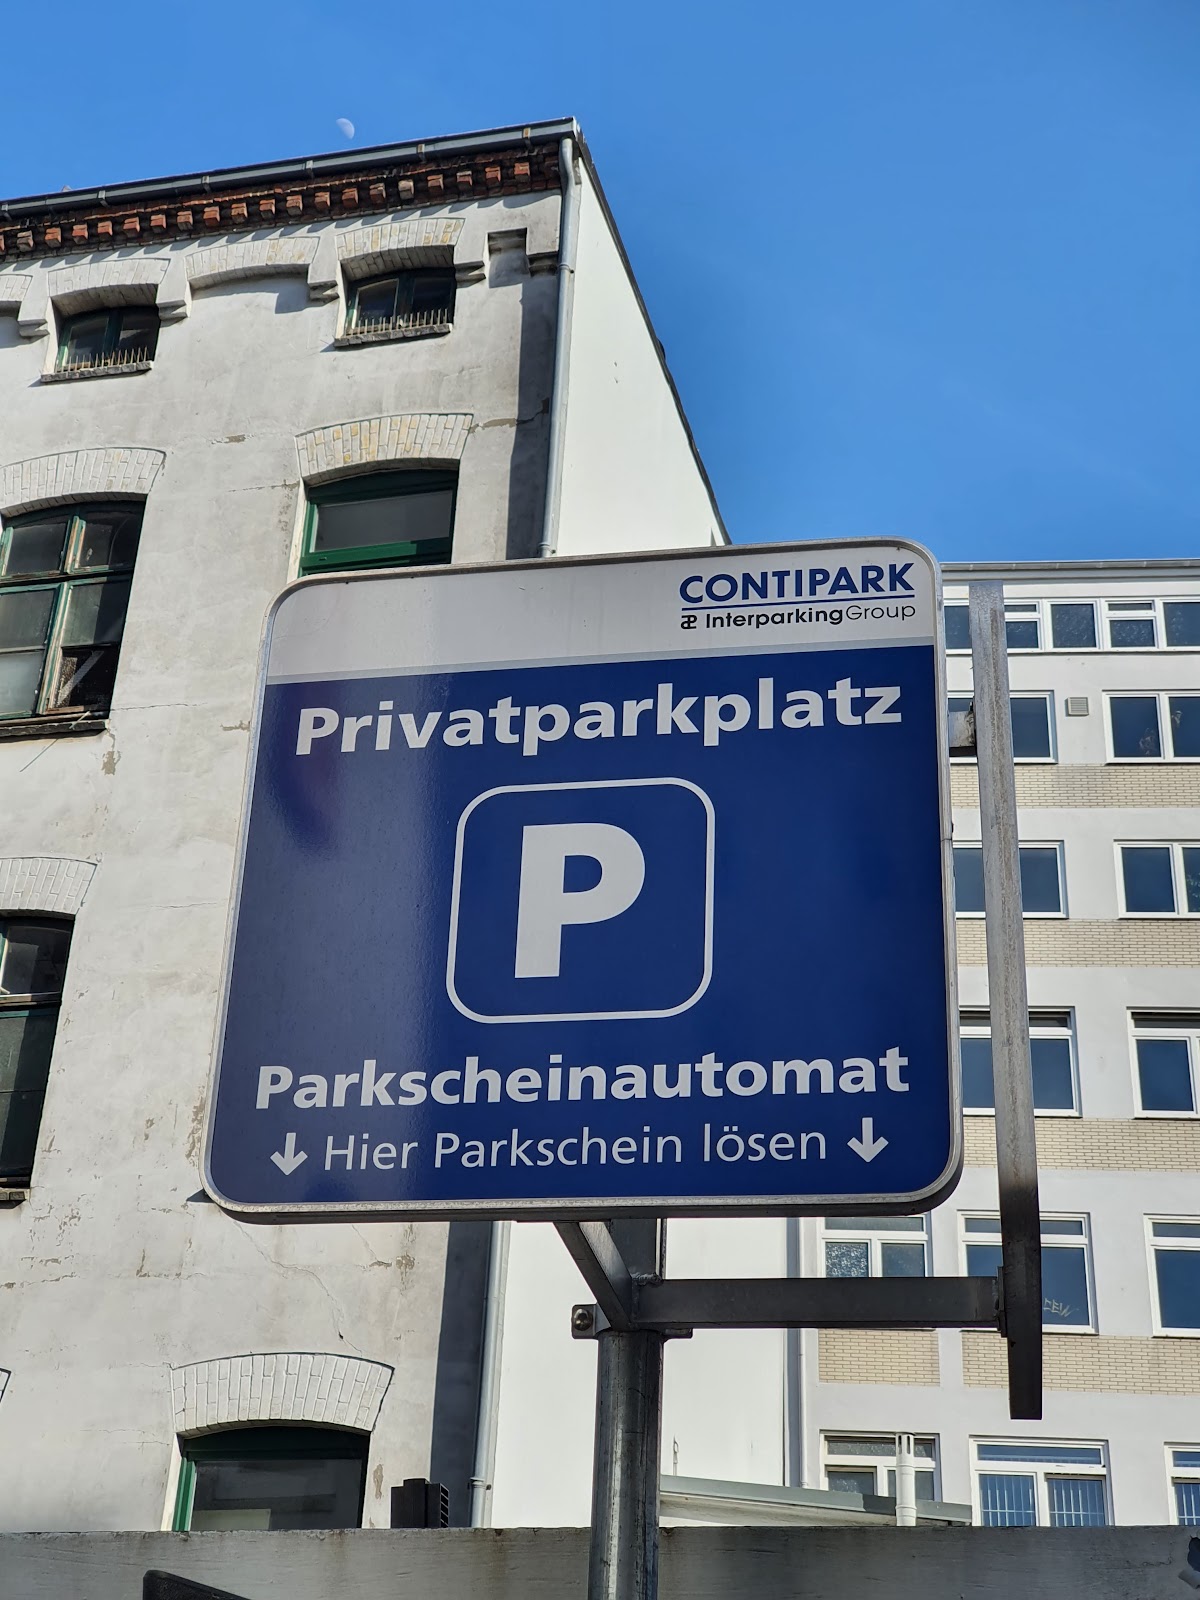 CONTIPARK
InterparkingGroup
Privatparkplatz
P
Parkscheinautomat
↓ Hier Parkschein lösen ↓